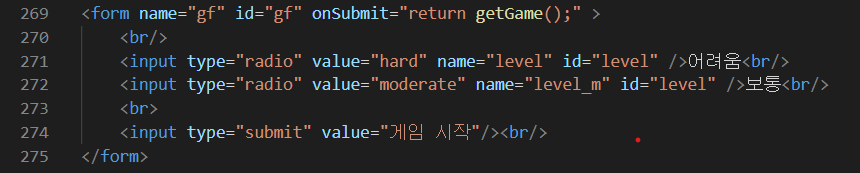 269 <form name="gf" id="gf" onSubmit="return getGame();" >
270 <br/>
271 <input type="radio" value="hard" name="level" id="level" />어려움<br/>
272 <input type="radio" value="moderate" name="level_m" id="level" />보통<br/>
273 <br>
274 <input type="submit" value="게임 시작"/><br/>
275 </form>